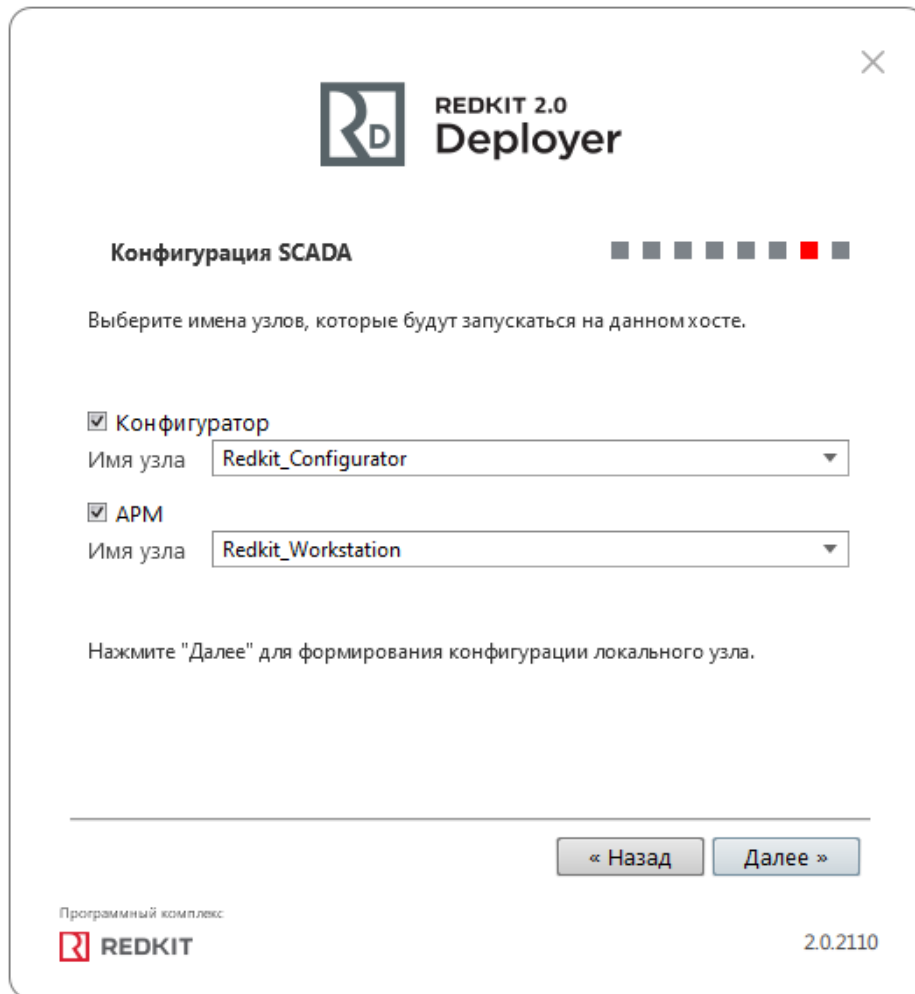 REDKIT 2.0
Deployer
Конфигурация SCADA
Выберите имена узлов, которые будут запускаться на данном хосте.
Конфигуратор
Имя узла Redkit_Configurator
АРМ
Имя узла Redkit_Workstation
Нажмите "Далее" для формирования конфигурации локального узла.
« Назад Далее »
Программный комплекс
REDKIT 2.0.2110